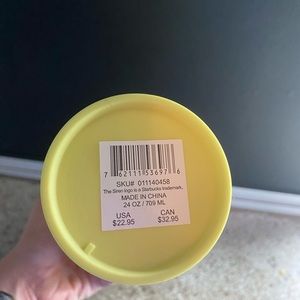 7 62111 53697 6
SKU# 011140458
The Siren logo is a Starbucks trademark.
MADE IN CHINA
24 OZ / 709 ML
USA CAN
$22.95 $32.95